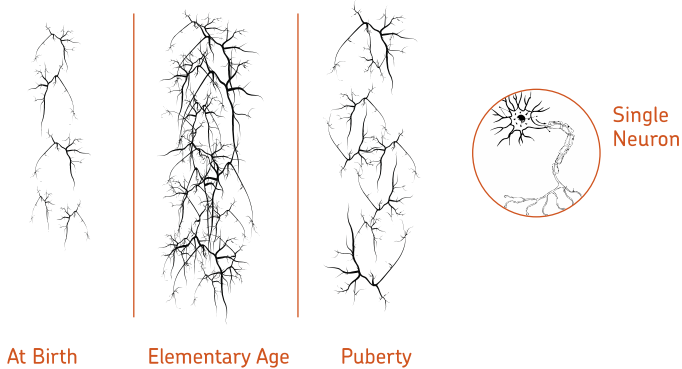 Single
Neuron
At Birth
Elementary Age
Puberty